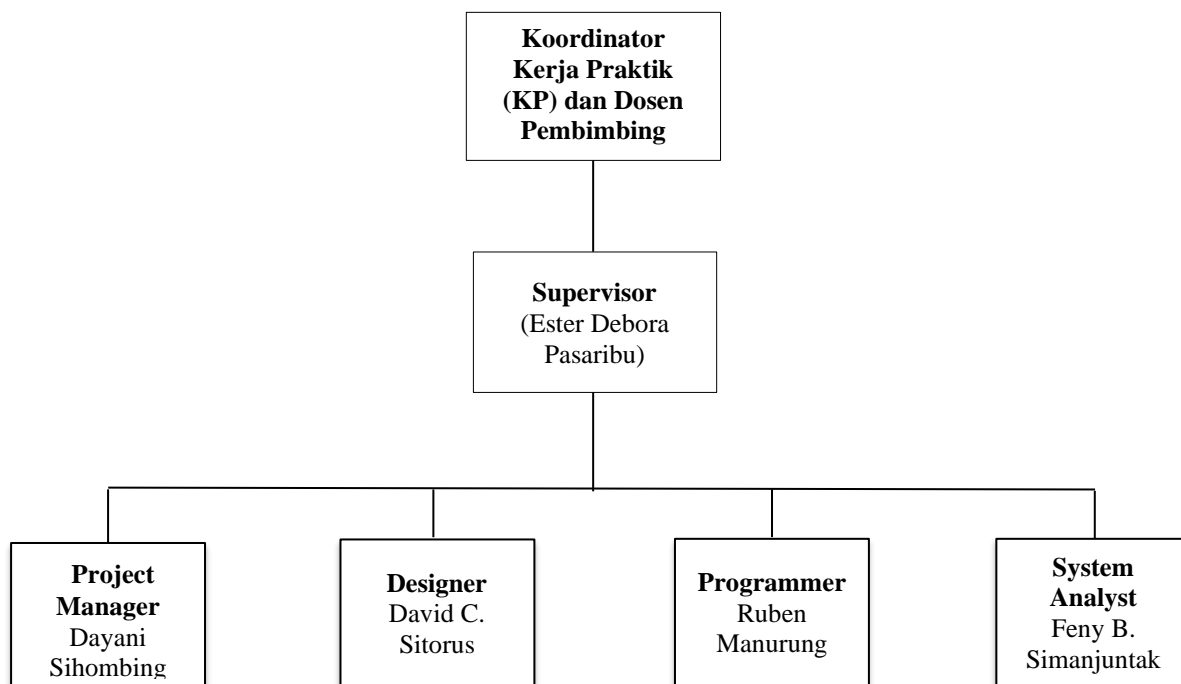 Koordinator
Kerja Praktik
(KP) dan Dosen
Pembimbing
Supervisor
(Ester Debora
Pasaribu)
Project
Manager
Dayani
Sihombing
Designer
David C.
Sitorus
Programmer
Ruben
Manurung
System
Analyst
Feny B.
Simanjuntak